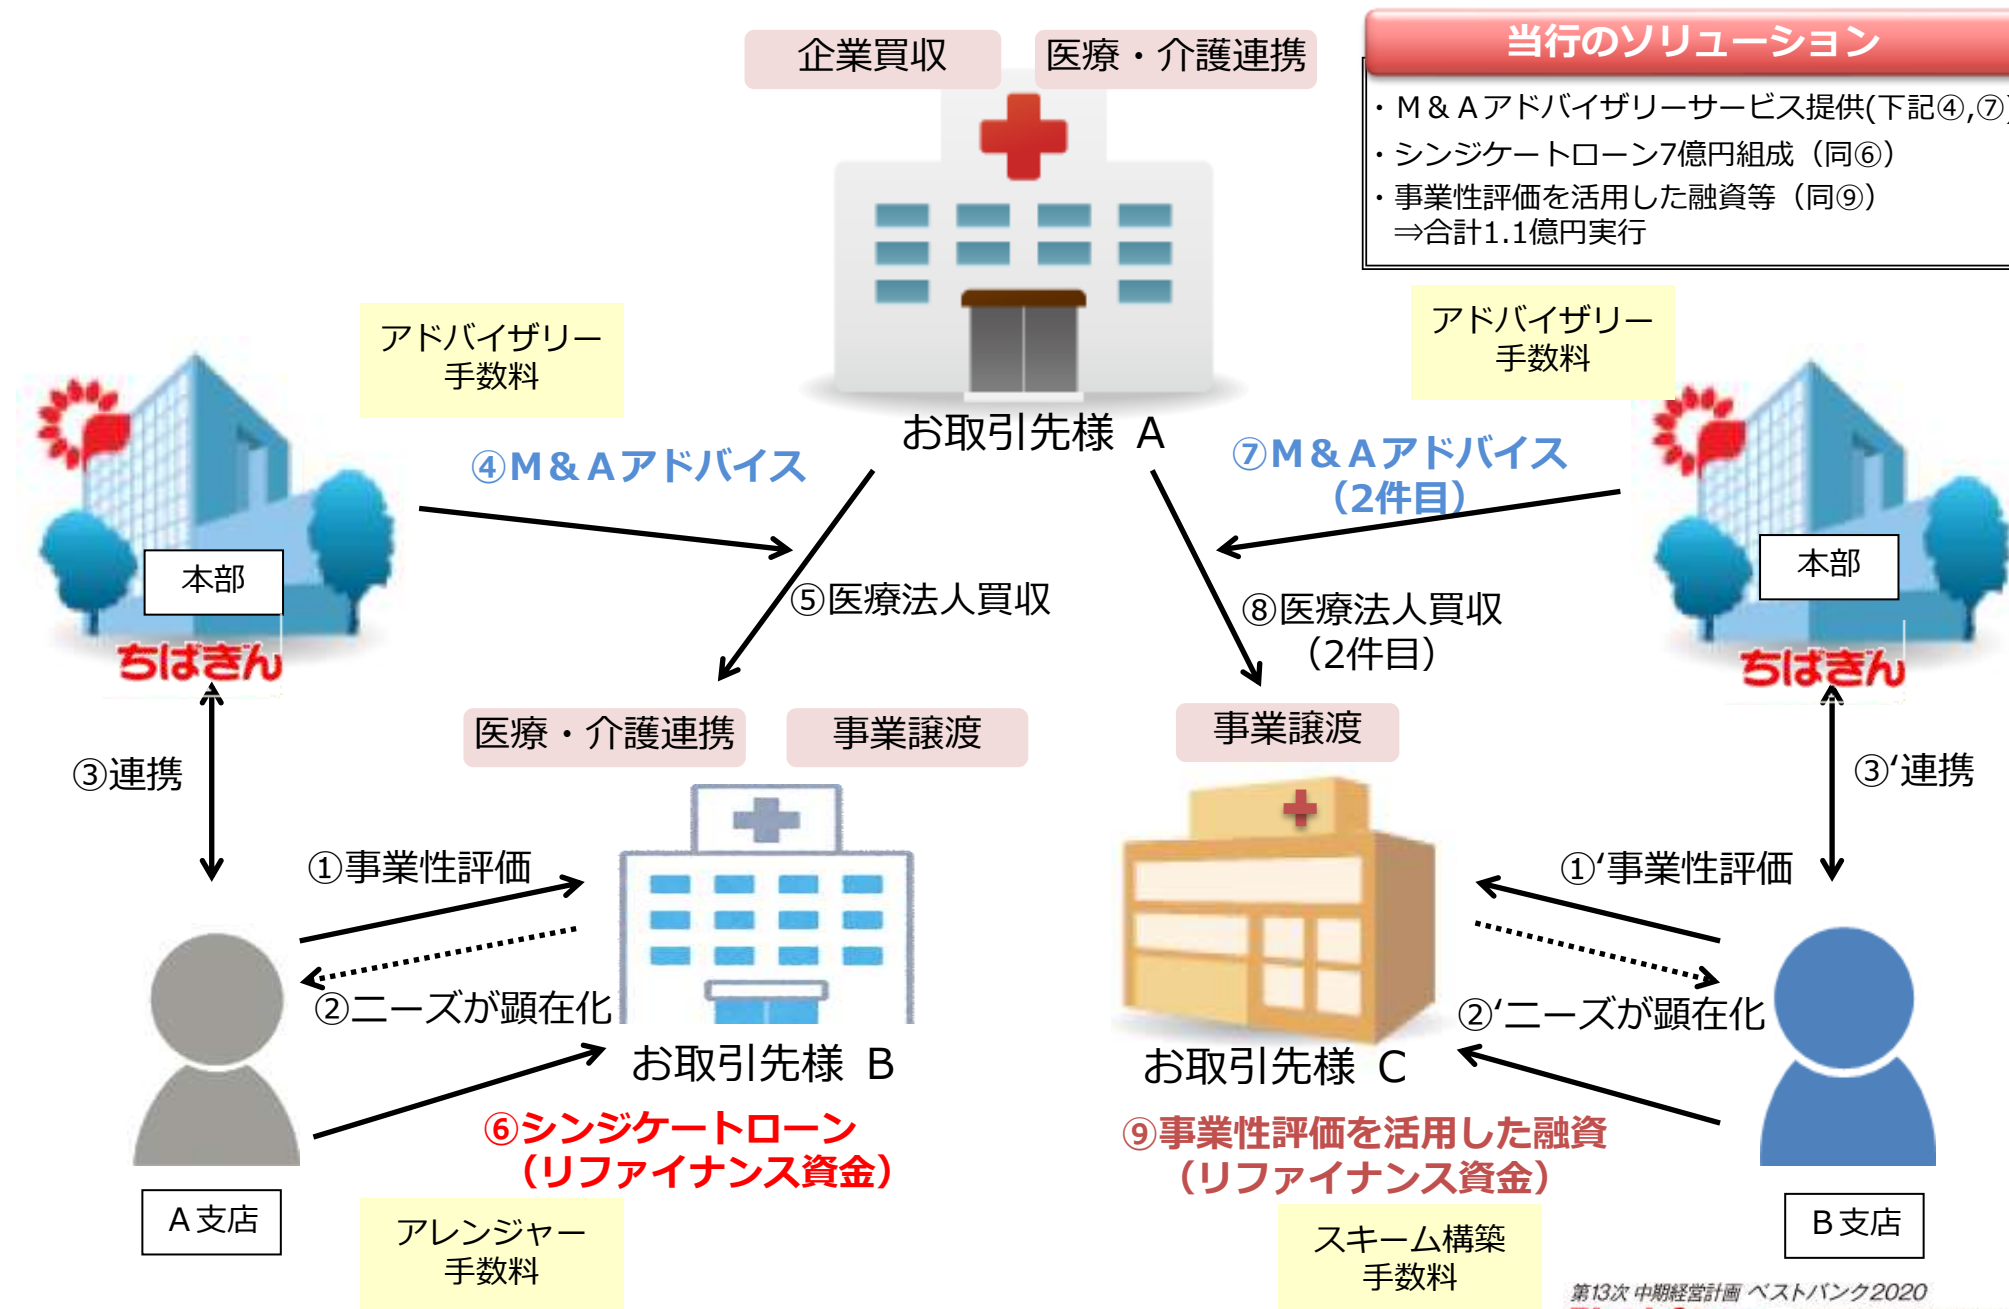 企業買収
医療・介護連携
当行のソリューション
・M&Aアドバイザリーサービス提供(下記④,⑦)
・シンジケートローン7億円組成（同⑥）
・事業性評価を活用した融資等（同⑨）
⇒合計1.1億円実行
アドバイザリー
手数料
アドバイザリー
手数料
お取引先様 A
④M&Aアドバイス
⑦M&Aアドバイス
（2件目）
本部
ちばぎん
本部
ちばぎん
⑤医療法人買収
⑧医療法人買収
（2件目）
医療・介護連携
事業譲渡
事業譲渡
③連携
③‘連携
①事業性評価
①‘事業性評価
②ニーズが顕在化
②‘ニーズが顕在化
お取引先様 B
お取引先様 C
⑥シンジケートローン
（リファイナンス資金）
⑨事業性評価を活用した融資
（リファイナンス資金）
A支店
B支店
アレンジャー
手数料
スキーム構築
手数料
第13次 中期経営計画 ベストバンク2020